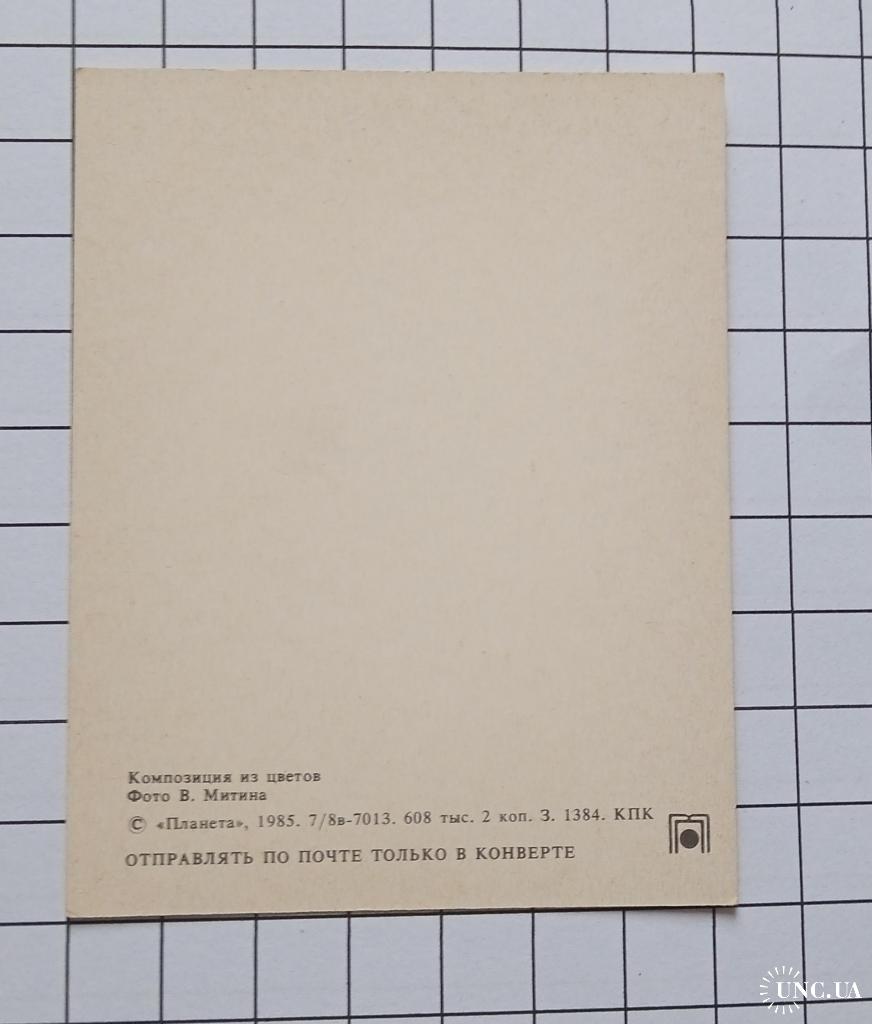 Композиция из цветов
Фото В. Митина
© «Планета», 1985. 7/8в-7013. 608 тыс. 2 коп. З. 1384. КПК
ОТПРАВЛЯТЬ ПО ПОЧТЕ ТОЛЬКО В КОНВЕРТЕ
UNC.UA